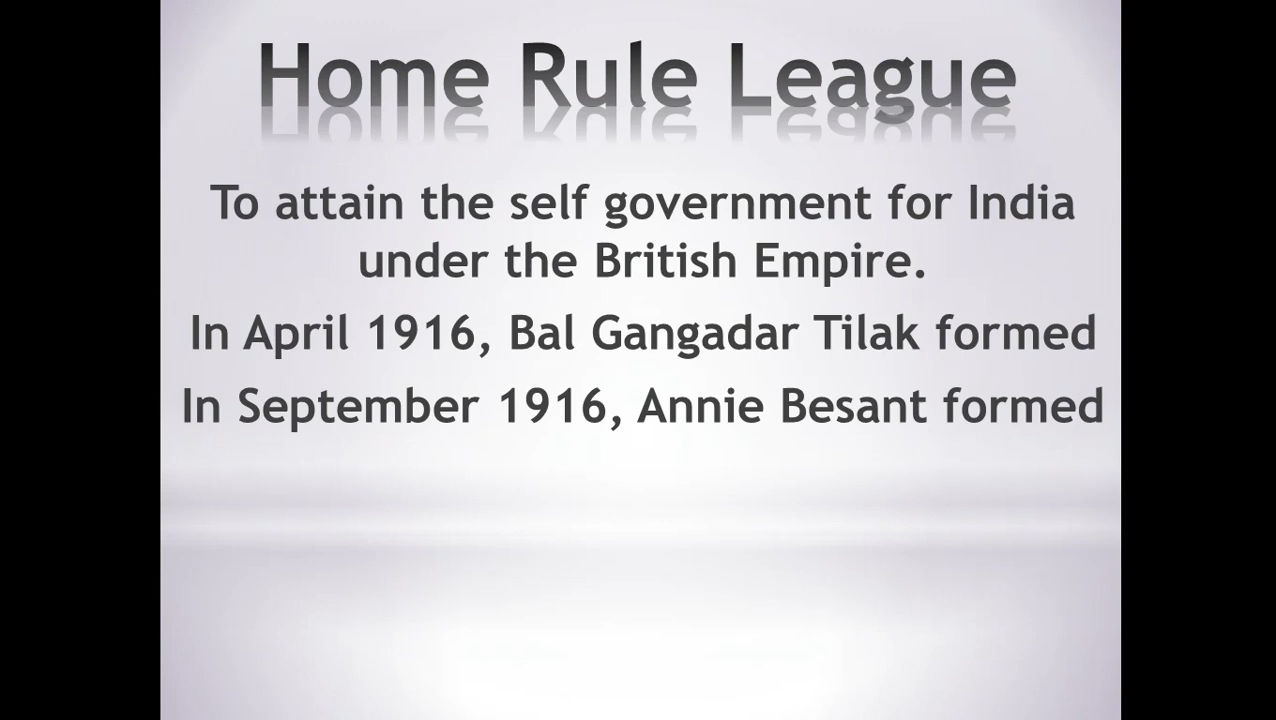 Home Rule League
To attain the self government for India
under the British Empire.
In April 1916, Bal Gangadar Tilak formed
In September 1916, Annie Besant formed